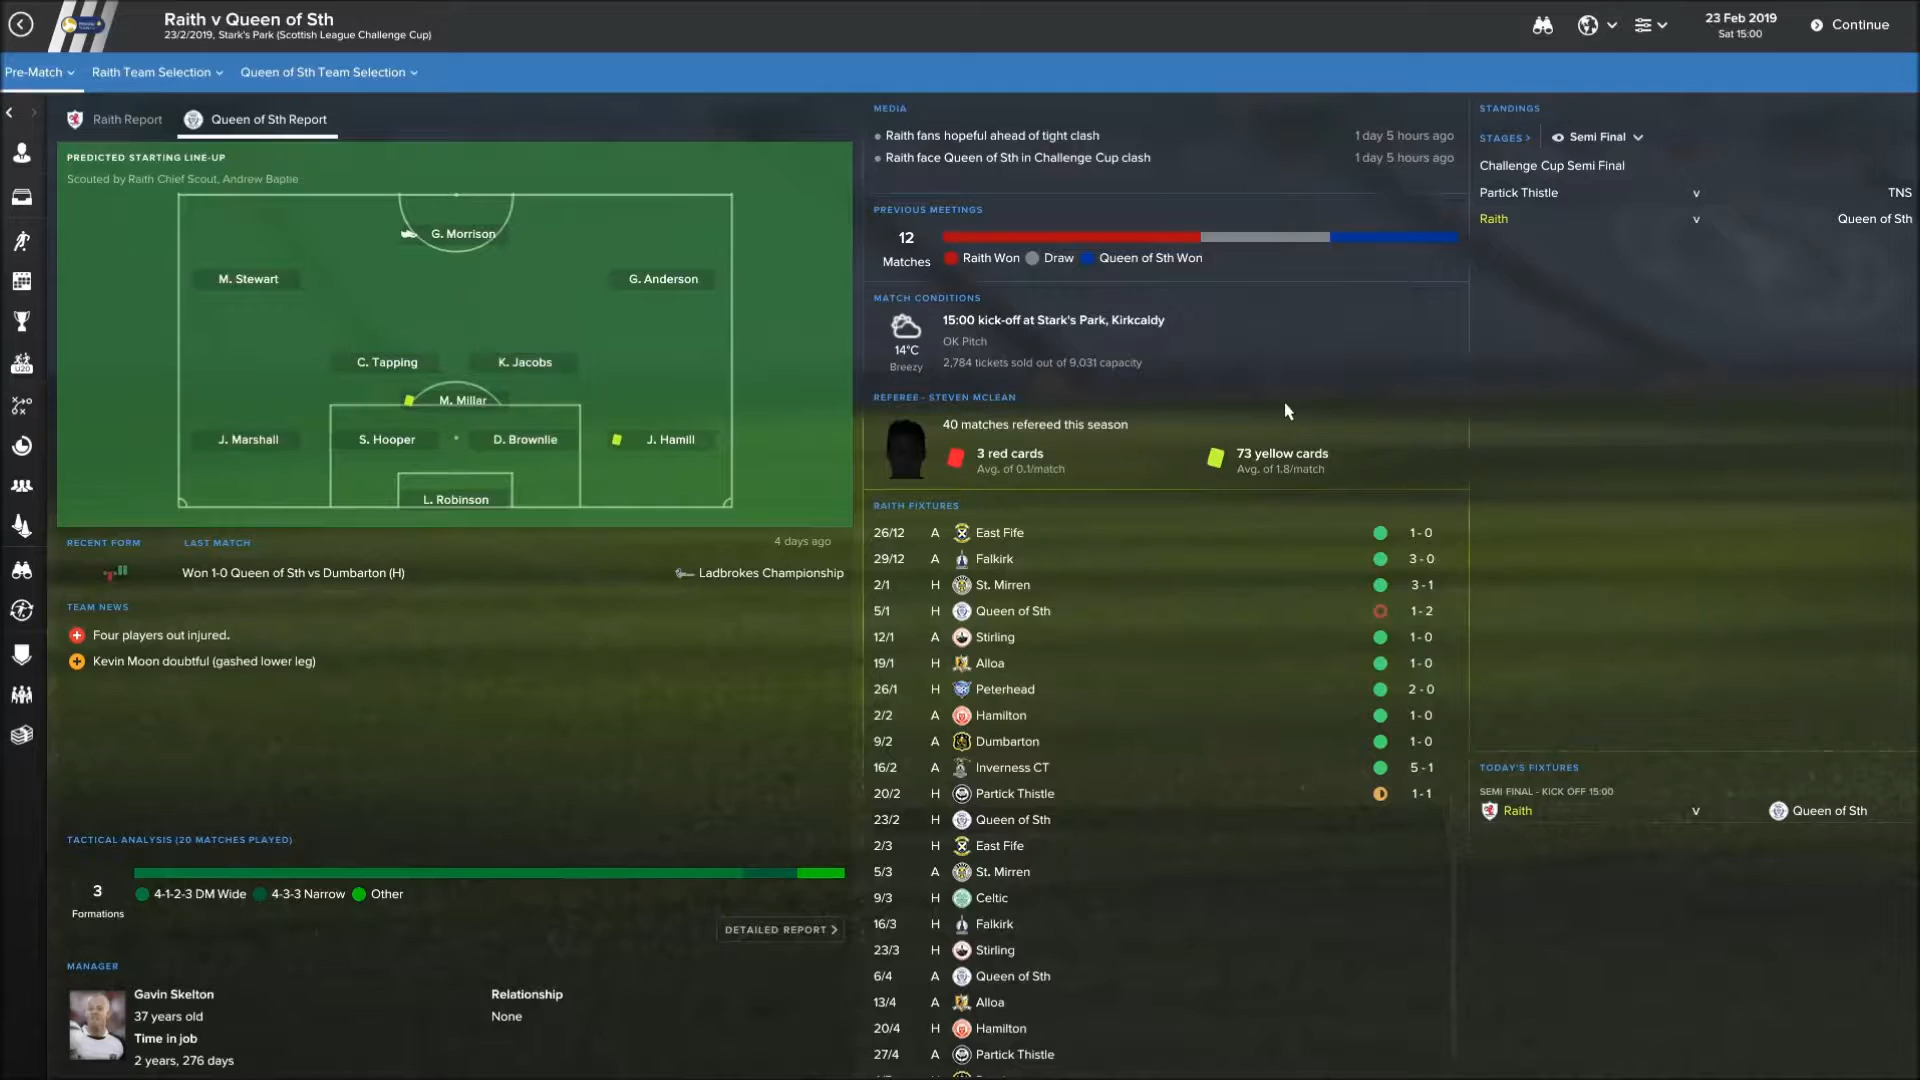 Raith v Queen of Sth
23/2/2019, Stark's Park (Scottish League Challenge Cup)
23 Feb 2019
Sat 15:00
Continue
Pre-Match
Raith Team Selection
Queen of Sth Team Selection
Raith Report
Queen of Sth Report
PREDICTED STARTING LINE-UP
Scouted by Raith Chief Scout, Andrew Baptie
G. Morrison
M. Stewart
G. Anderson
C. Tapping
K. Jacobs
M. Millar
J. Marshall
S. Hooper
D. Brownlie
J. Hamill
L. Robinson
RECENT FORM
LAST MATCH
4 days ago
Won 1-0 Queen of Sth vs Dumbarton (H)
Ladbrokes Championship
TEAM NEWS
Four players out injured.
Kevin Moon doubtful (gashed lower leg)
TACTICAL ANALYSIS (20 MATCHES PLAYED)
3
Formations
4-1-2-3 DM Wide
4-3-3 Narrow
Other
DETAILED REPORT >
MANAGER
Gavin Skelton
37 years old
Time in job
2 years, 276 days
Relationship
None
MEDIA
Raith fans hopeful ahead of tight clash 1 day 5 hours ago
Raith face Queen of Sth in Challenge Cup clash 1 day 5 hours ago
PREVIOUS MEETINGS
12
Matches
Raith Won
Draw
Queen of Sth Won
MATCH CONDITIONS
14°C
Breezy
15:00 kick-off at Stark's Park, Kirkcaldy
OK Pitch
2,784 tickets sold out of 9,031 capacity
REFEREE - STEVEN MCLEAN
40 matches refereed this season
3 red cards
Avg. of 0.1/match
73 yellow cards
Avg. of 1.8/match
RAITH FIXTURES
26/12 A East Fife 1 - 0
29/12 A Falkirk 3 - 0
2/1 H St. Mirren 3 - 1
5/1 H Queen of Sth 1 - 2
12/1 A Stirling 1 - 0
19/1 H Alloa 1 - 0
26/1 H Peterhead 2 - 0
2/2 A Hamilton 1 - 0
9/2 A Dumbarton 1 - 0
16/2 A Inverness CT 5 - 1
20/2 H Partick Thistle 1 - 1
23/2 H Queen of Sth
2/3 H East Fife
5/3 A St. Mirren
9/3 H Celtic
16/3 H Falkirk
23/3 H Stirling
6/4 A Queen of Sth
13/4 A Alloa
20/4 H Hamilton
27/4 A Partick Thistle
STANDINGS
STAGES >
Semi Final
Challenge Cup Semi Final
Partick Thistle v TNS
Raith v Queen of Sth
TODAY'S FIXTURES
SEMI FINAL - KICK OFF 15:00
Raith v Queen of Sth
U20